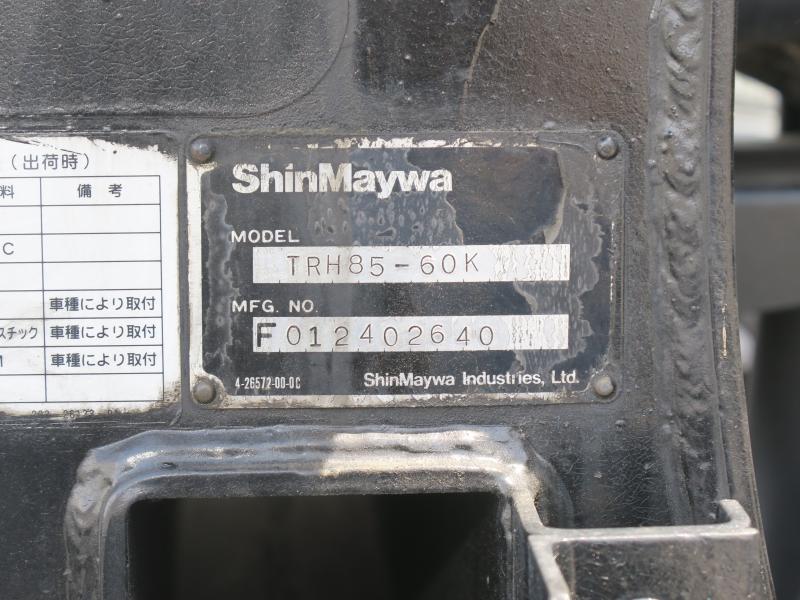 (出荷時)
料 備考
C
車種により取付
スチック 車種により取付
車種により取付
ShinMaywa
MODEL
TRH85-60K
MFG. NO.
F012402640
4-26572-00-0C ShinMaywa Industries, Ltd.